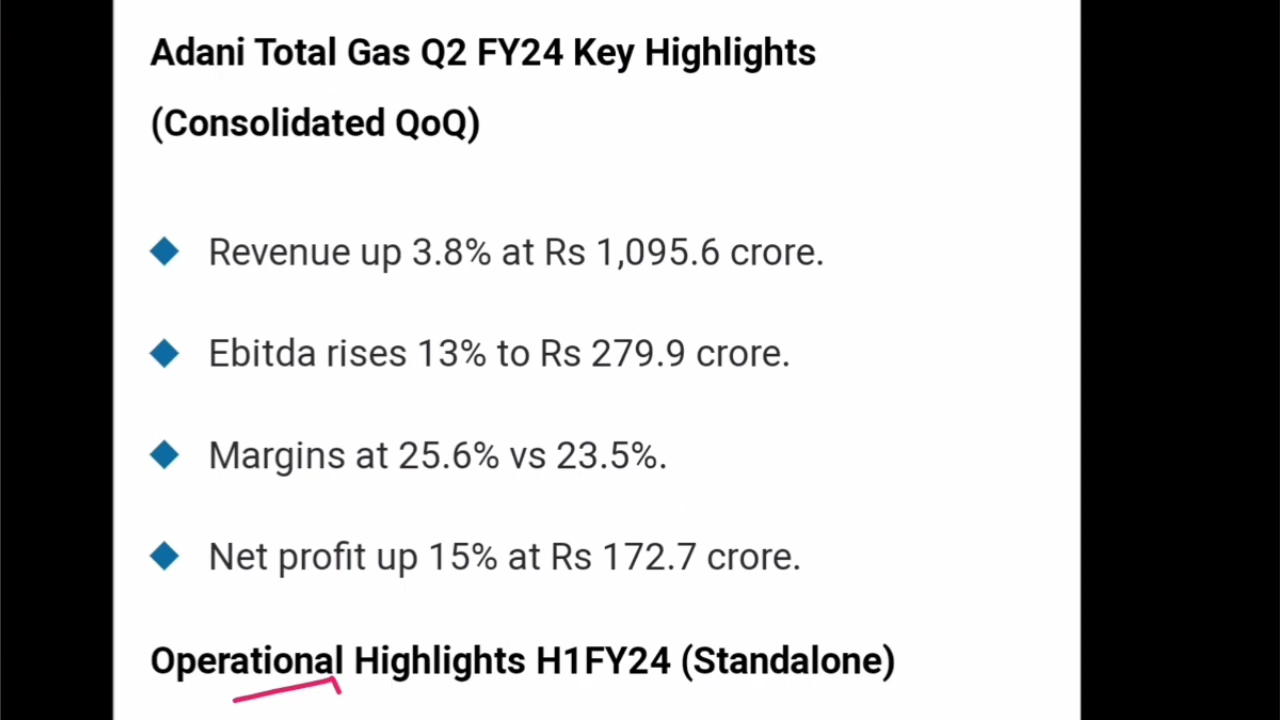 Adani Total Gas Q2 FY24 Key Highlights
(Consolidated QoQ)
Revenue up 3.8% at Rs 1,095.6 crore.
Ebitda rises 13% to Rs 279.9 crore.
Margins at 25.6% vs 23.5%.
Net profit up 15% at Rs 172.7 crore.
Operational Highlights H1FY24 (Standalone)